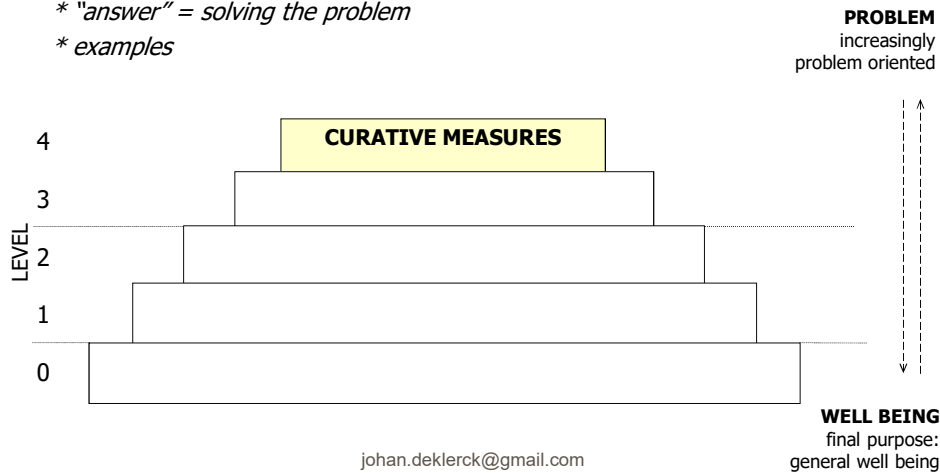 * “answer” = solving the problem
* examples
PROBLEM
increasingly
problem oriented
LEVEL
4
CURATIVE MEASURES
3
2
1
0
WELL BEING
final purpose:
general well being
johan.deklerck@gmail.com